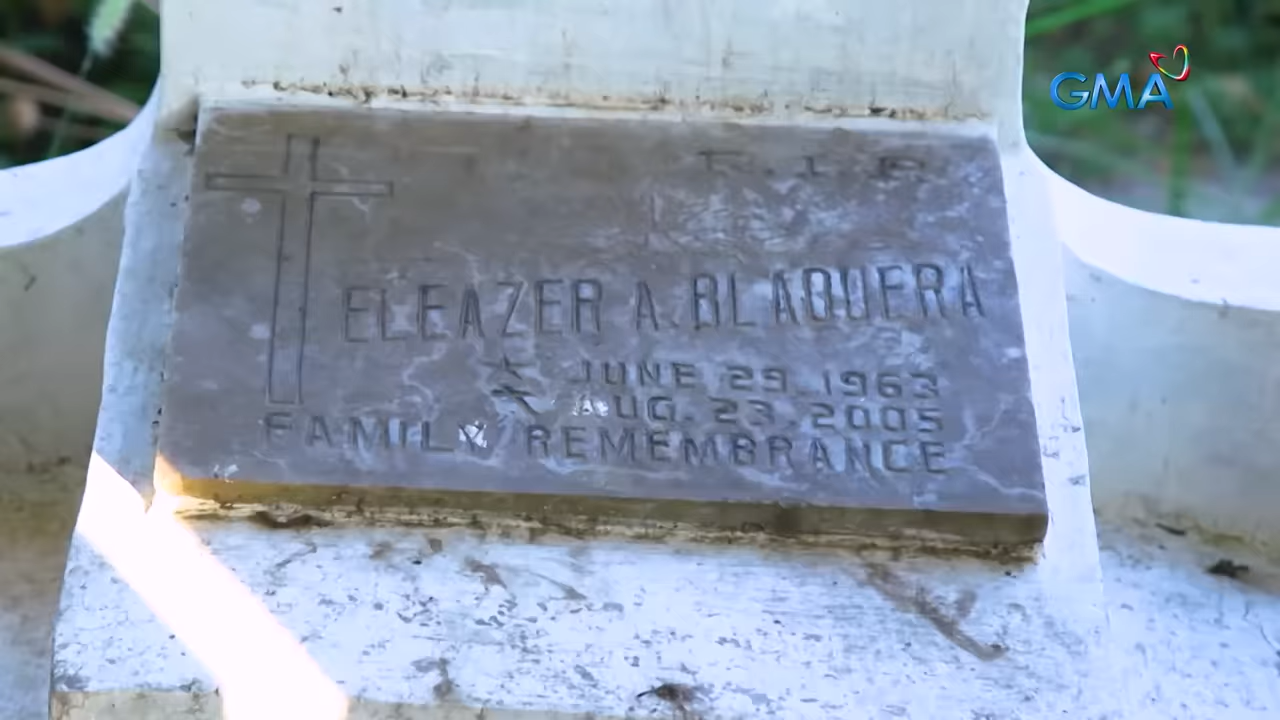 GMA
R.I.P.
ELEAZER A. BLAQUERA
JUNE 29, 1963
AUG. 23, 2005
FAMILY REMEMBRANCE